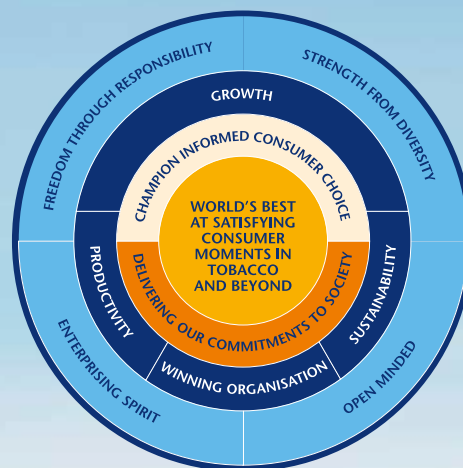 FREEDOM THROUGH RESPONSIBILITY
STRENGTH FROM DIVERSITY
GROWTH
CHAMPION INFORMED CONSUMER CHOICE
WORLD'S BEST
AT SATISFYING
CONSUMER
MOMENTS IN
TOBACCO
AND BEYOND
DELIVERING OUR COMMITMENTS TO SOCIETY
PRODUCTIVITY
SUSTAINABILITY
WINNING ORGANISATION
ENTERPRISING SPIRIT
OPEN MINDED